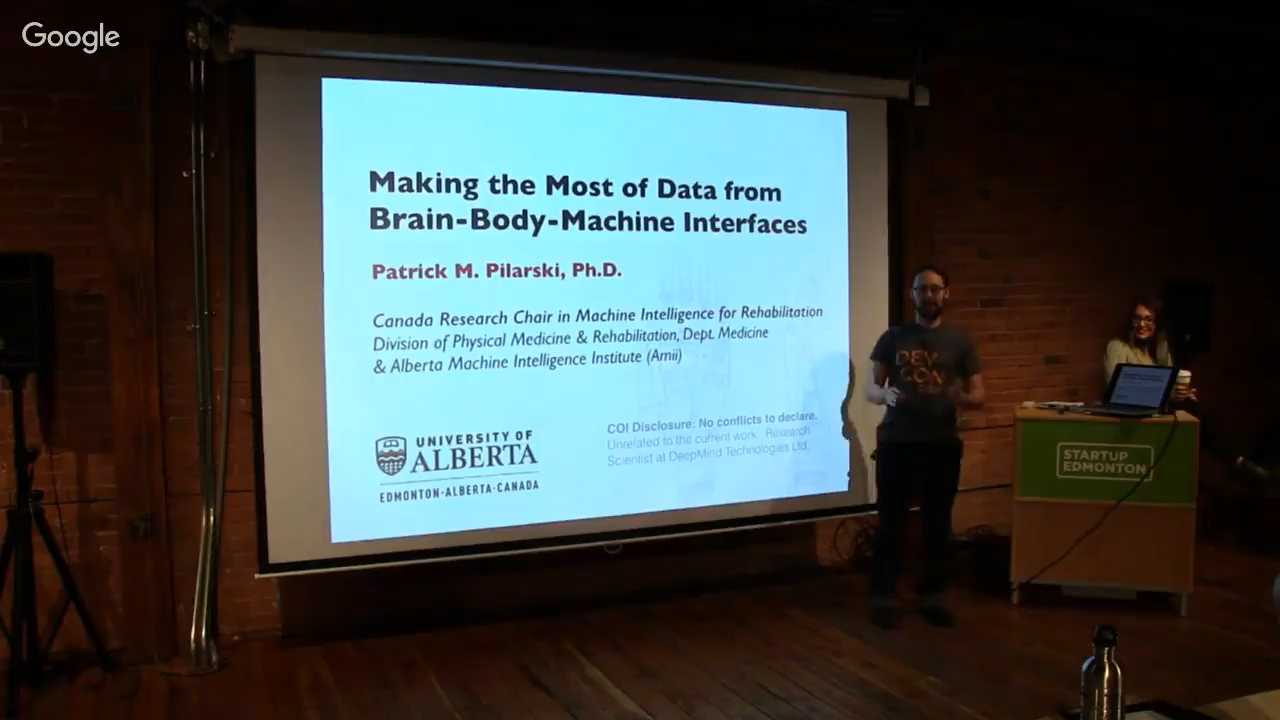 Google
Making the Most of Data from
Brain-Body-Machine Interfaces
Patrick M. Pilarski, Ph.D.
Canada Research Chair in Machine Intelligence for Rehabilitation
Division of Physical Medicine & Rehabilitation, Dept. Medicine
& Alberta Machine Intelligence Institute (Amii)
UNIVERSITY OF
ALBERTA
EDMONTON·ALBERTA·CANADA
COI Disclosure: No conflicts to declare.
Unrelated to the current work, Research
Scientist at DeepMind Technologies Ltd.
DEV
CON
STARTUP
EDMONTON